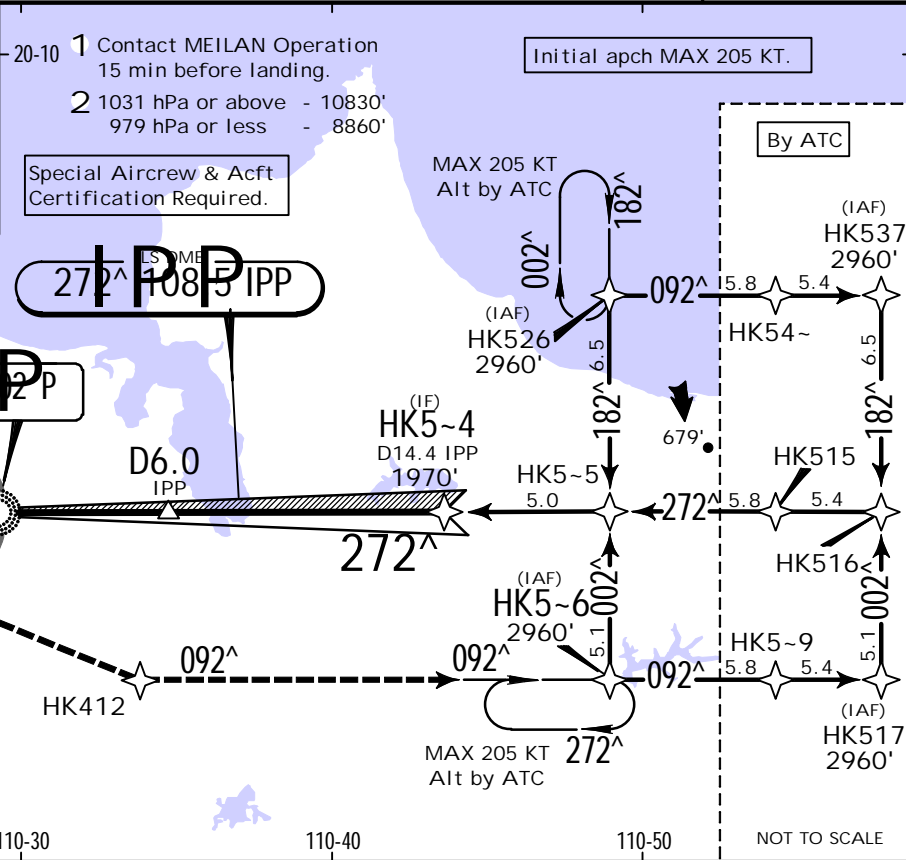 20-10
1 Contact MEILAN Operation
15 min before landing.
2 1031 hPa or above - 10830'
979 hPa or less - 8860'
Initial apch MAX 205 KT.
By ATC
Special Aircrew & Acft
Certification Required.
MAX 205 KT
Alt by ATC
002^
182^
(IAF)
HK537
2960'
272^ 108.5 IPP
092^
5.8
5.4
HK54~
(IAF)
HK526
2960'
6.5
182^
6.5
182^
(IF)
HK5~4
D14.4 IPP
1970'
679'
D6.0
IPP
HK5~5
5.0
272^
5.8
HK515
5.4
HK516
272^
(IAF)
HK5~6
2960'
002^
5.1
002^
5.1
HK412
092^
092^
092^
5.8
HK5~9
5.4
272^
MAX 205 KT
Alt by ATC
(IAF)
HK517
2960'
110-30
110-40
110-50
NOT TO SCALE